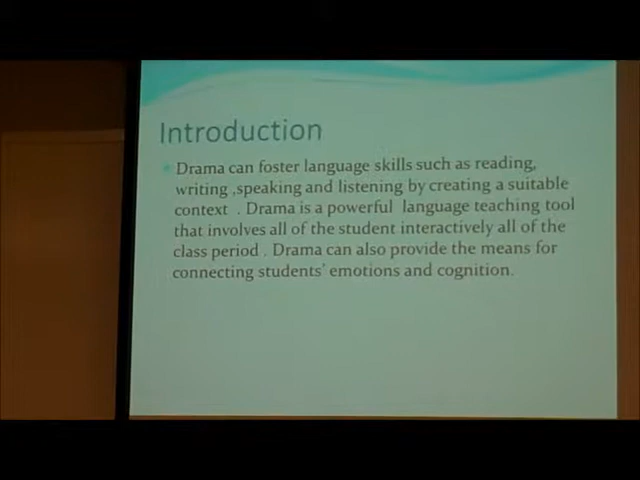 Introduction
Drama can foster language skills such as reading,
writing ,speaking and listening by creating a suitable
context . Drama is a powerful language teaching tool
that involves all of the student interactively all of the
class period . Drama can also provide the means for
connecting students' emotions and cognition.